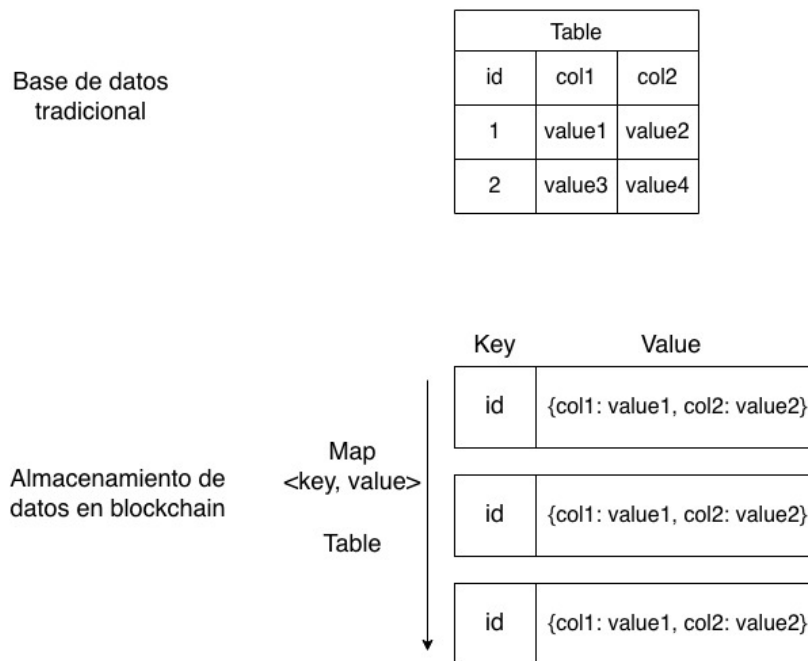 Base de datos
tradicional
Table
id col1 col2
1 value1 value2
2 value3 value4
Almacenamiento de
datos en blockchain
Map
<key, value>
Table
Key Value
id {col1: value1, col2: value2}
id {col1: value1, col2: value2}
id {col1: value1, col2: value2}